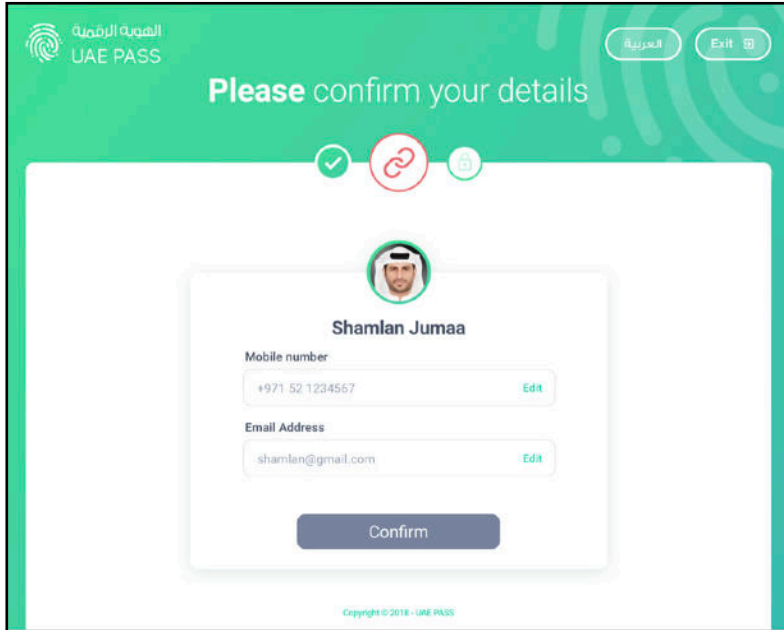 الهوية الرقمية
UAE PASS
العربية
Exit
Please confirm your details
Shamlan Jumaa
Mobile number
+971 52 1234567
Edit
Email Address
shamlan@gmail.com
Edit
Confirm
Copyright © 2018 - UAE PASS